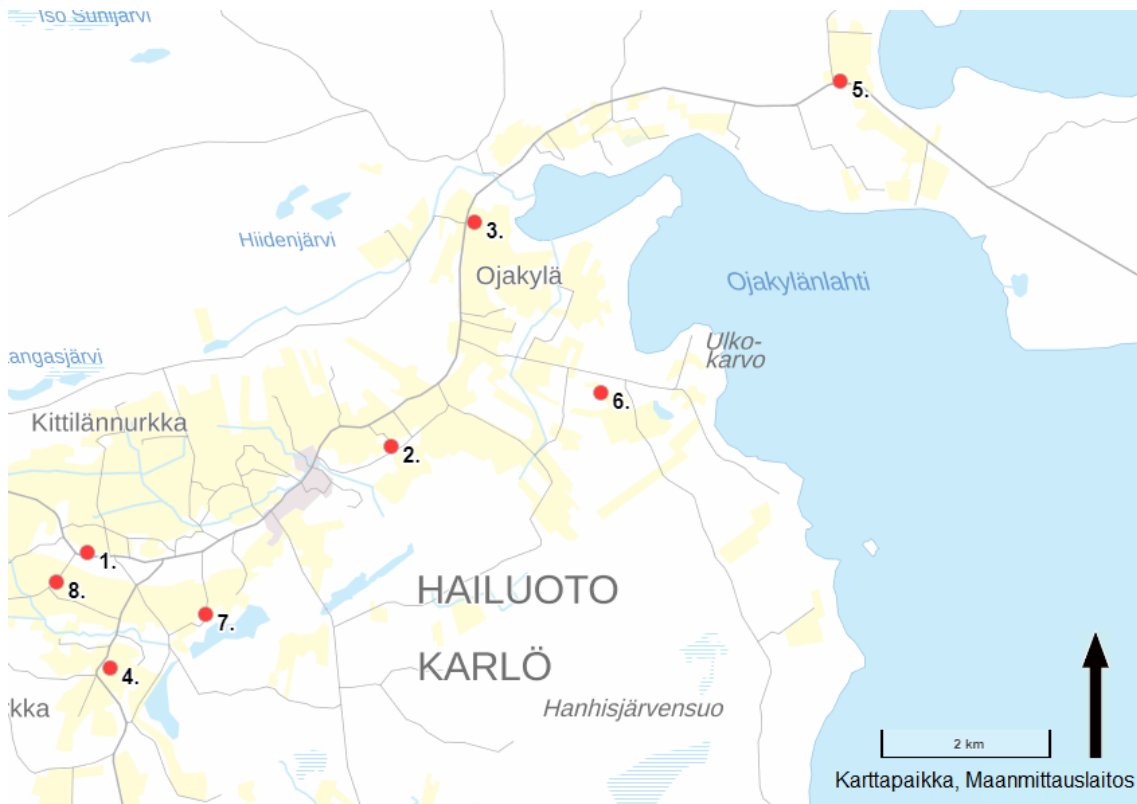 Iso Sunijärvi
5.
3.
Hiidenjärvi
Ojakylä
Ojakylänlahti
Ulko-
karvo
angasjärvi
6.
Kittilännurkka
2.
1.
8.
HAILUOTO
7.
KARLÖ
4.
rkka
Hanhisjärvensuo
2 km
Karttapaikka, Maanmittauslaitos